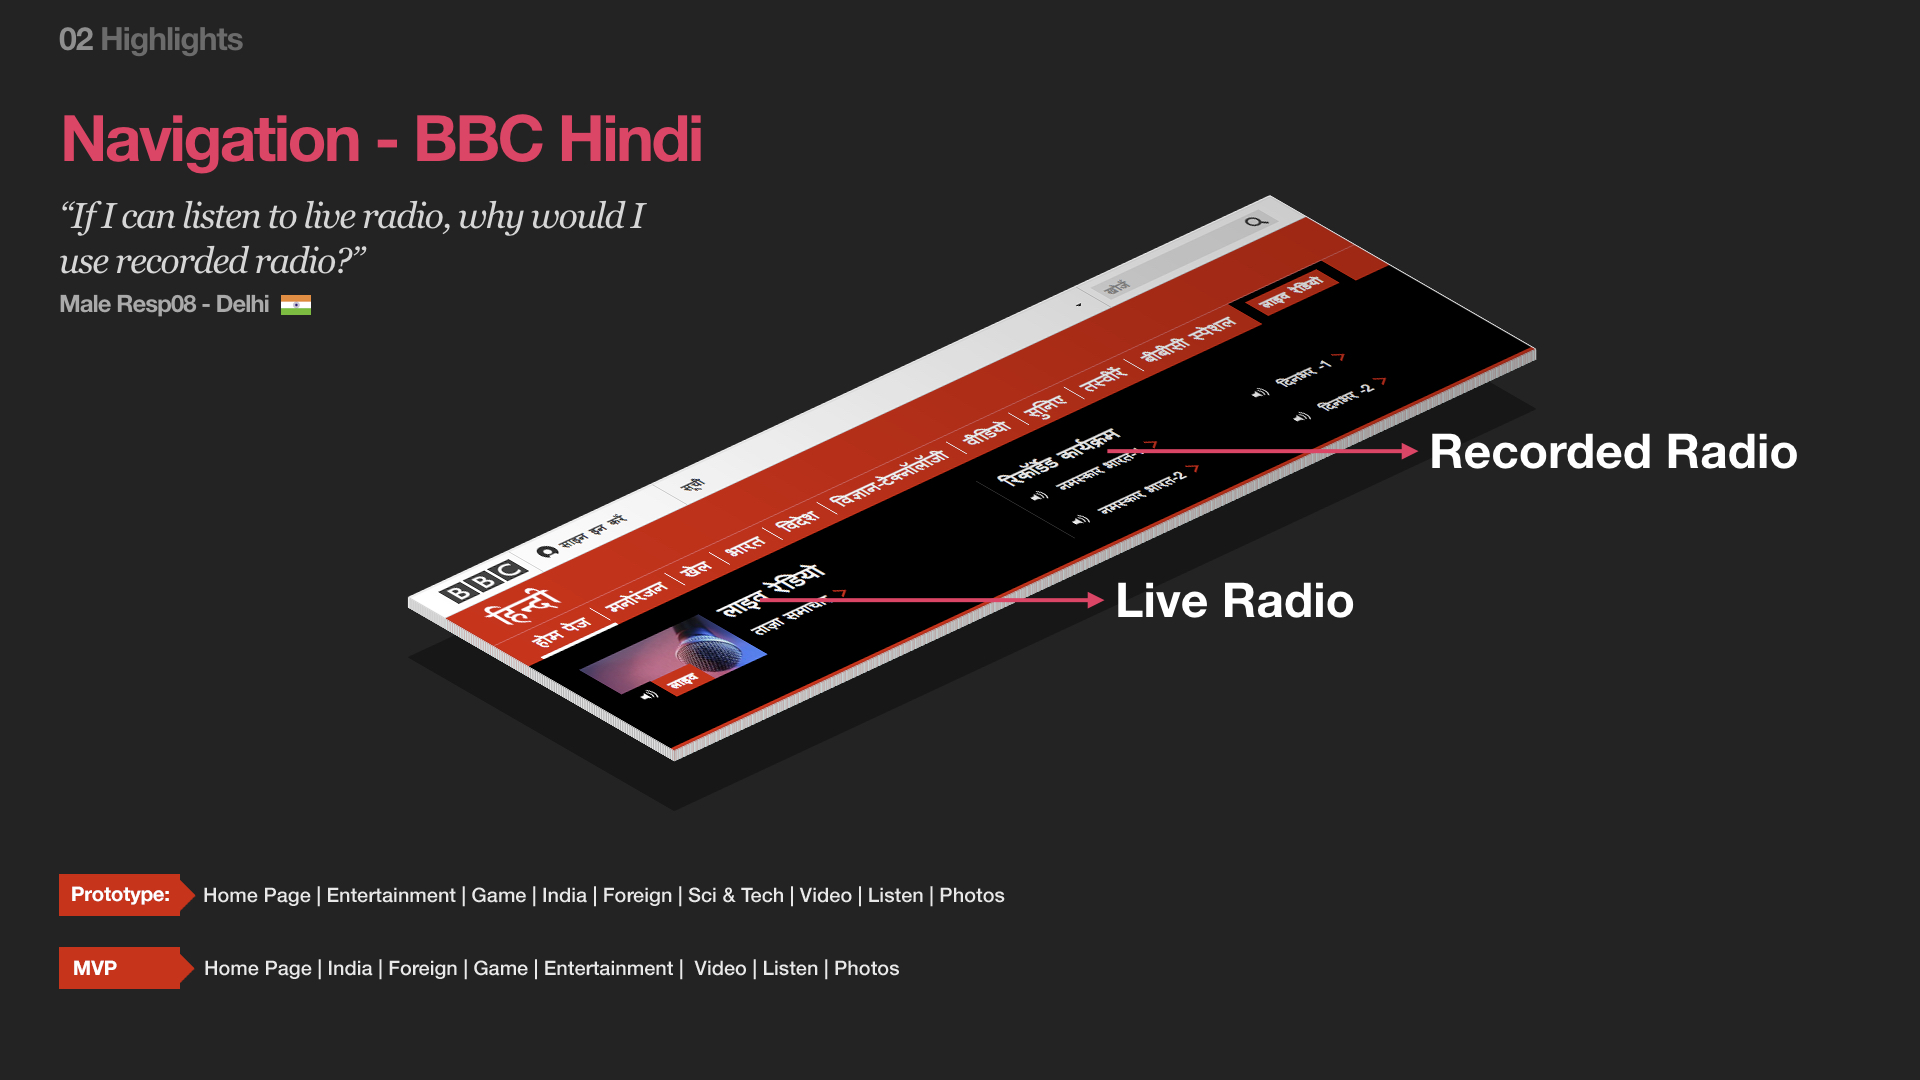 02 Highlights
Navigation - BBC Hindi
“If I can listen to live radio, why would I
use recorded radio?”
Male Resp08 - Delhi
BBC
साइन इन करें
सूची
खोजें
हिन्दी
होम पेज | मनोरंजन | खेल | भारत | विदेश | विज्ञान-टेक्नॉलॉजी | वीडियो | सुनिए | तस्वीरें | बीबीसी स्पेशल
लाइव रेडियो
लाइव रेडियो
ताज़ा समाचार
लाइव
रिकॉर्डेड कार्यक्रम
नमस्कार भारत-1
नमस्कार भारत-2
दिनभर -1
दिनभर -2
Recorded Radio
Live Radio
Prototype: Home Page | Entertainment | Game | India | Foreign | Sci & Tech | Video | Listen | Photos
MVP Home Page | India | Foreign | Game | Entertainment | Video | Listen | Photos